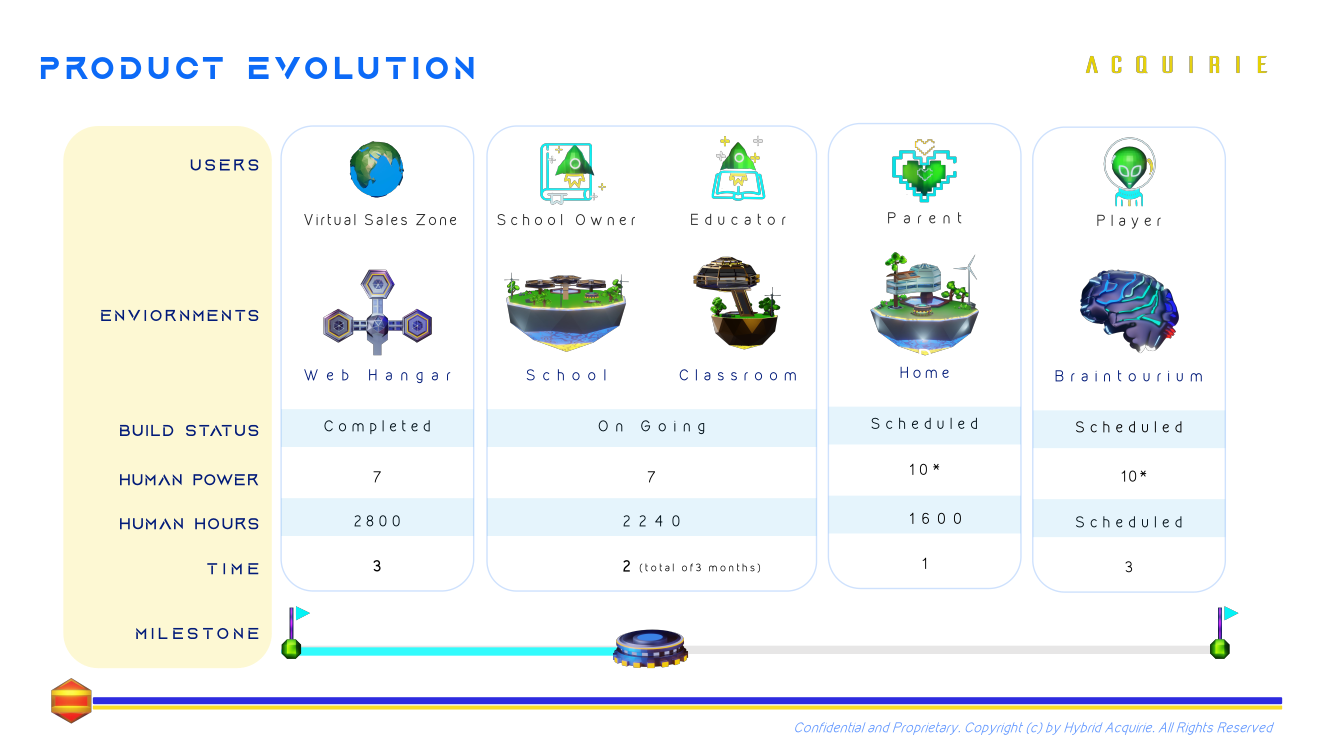 PRODUCT EVOLUTION
ACQUIRIE
USERS
Virtual Sales Zone
School Owner
Educator
Parent
Player
ENVIORNMENTS
Web Hangar
School
Classroom
Home
Braintourium
BUILD STATUS
Completed
On Going
Scheduled
Scheduled
HUMAN POWER
7
7
10*
10*
HUMAN HOURS
2800
2240
1600
Scheduled
TIME
3
2 (total of3 months)
1
3
MILESTONE
Confidential and Proprietary. Copyright (c) by Hybrid Acquirie. All Rights Reserved